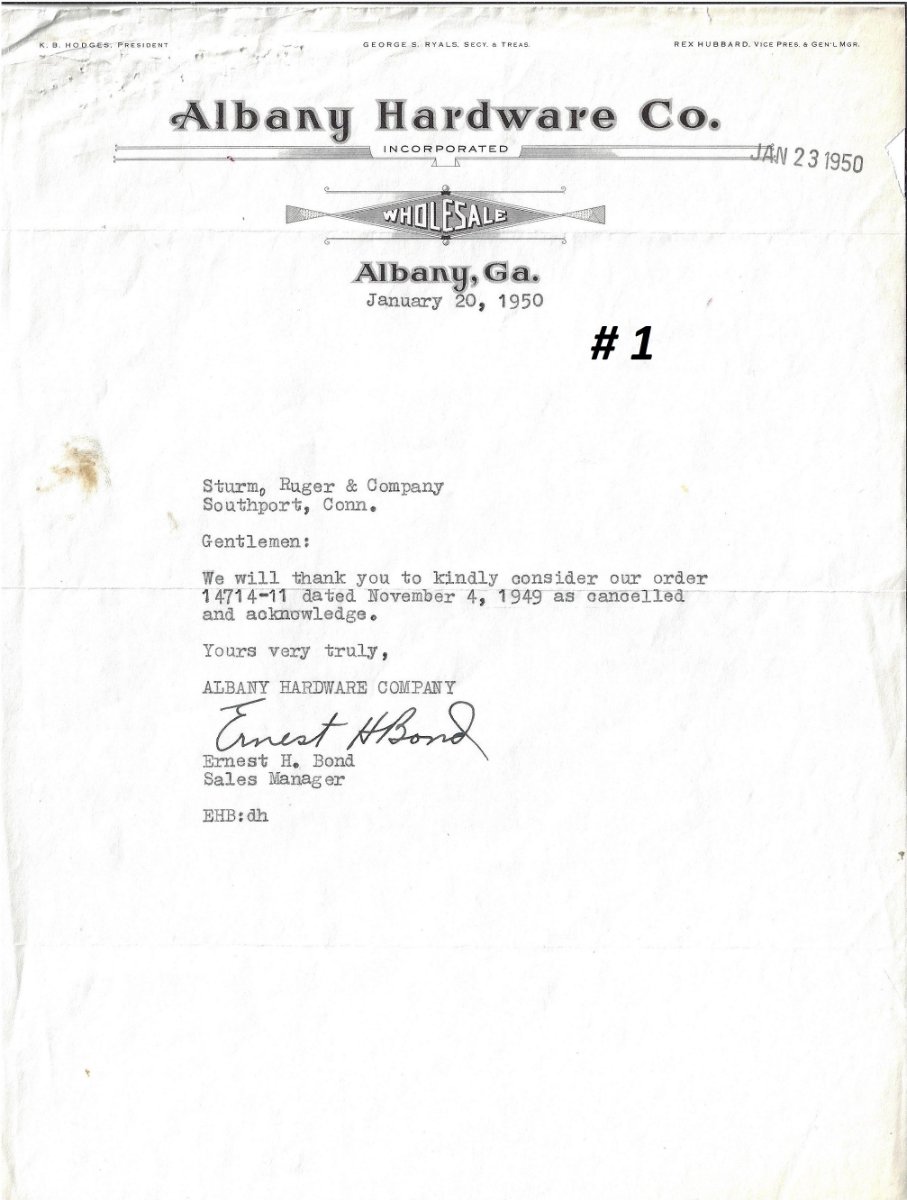 K. B. HODGES, PRESIDENT
GEORGE S. RYALS, SECY. & TREAS.
REX HUBBARD, VICE PRES. & GEN'L MGR.
Albany Hardware Co.
INCORPORATED
JAN 23 1950
WHOLESALE
Albany, Ga.
January 20, 1950
# 1
Sturm, Ruger & Company
Southport, Conn.
Gentlemen:
We will thank you to kindly consider our order
14714-11 dated November 4, 1949 as cancelled
and acknowledge.
Yours very truly,
ALBANY HARDWARE COMPANY
Ernest H Bond
Ernest H. Bond
Sales Manager
EHB:dh